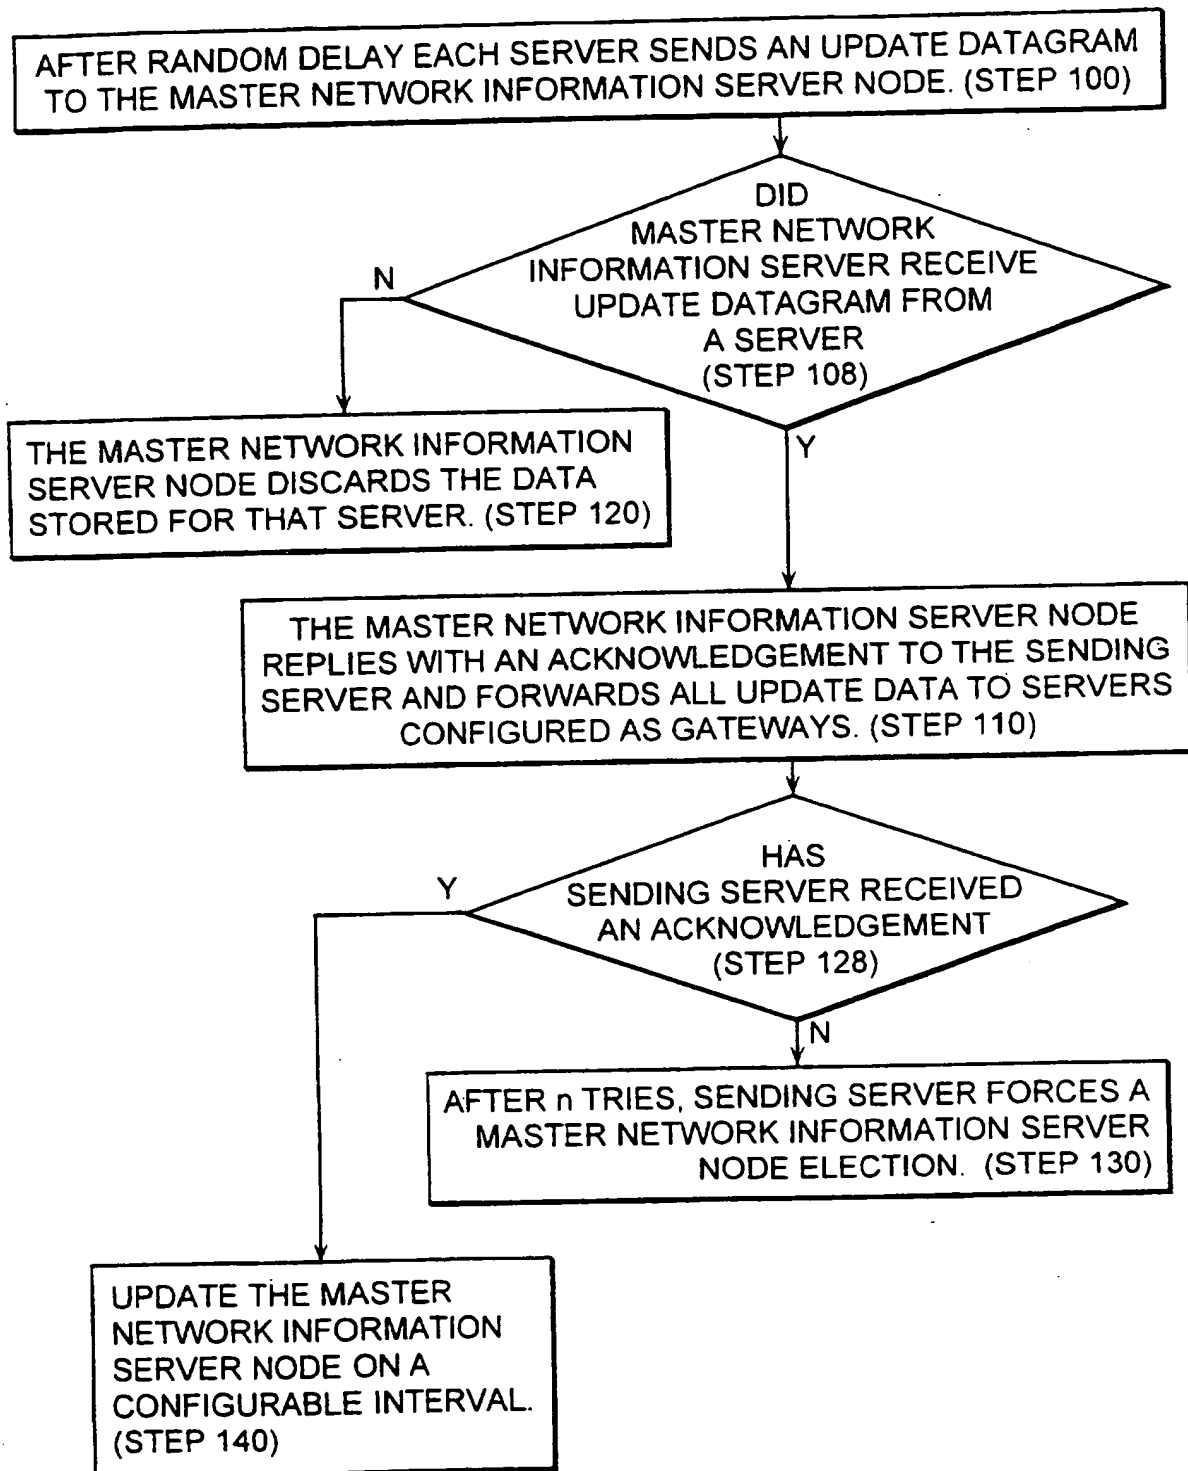 AFTER RANDOM DELAY EACH SERVER SENDS AN UPDATE DATAGRAM
TO THE MASTER NETWORK INFORMATION SERVER NODE. (STEP 100)
DID
MASTER NETWORK
INFORMATION SERVER RECEIVE
UPDATE DATAGRAM FROM
A SERVER
(STEP 108)
N
Y
THE MASTER NETWORK INFORMATION
SERVER NODE DISCARDS THE DATA
STORED FOR THAT SERVER. (STEP 120)
THE MASTER NETWORK INFORMATION SERVER NODE
REPLIES WITH AN ACKNOWLEDGEMENT TO THE SENDING
SERVER AND FORWARDS ALL UPDATE DATA TO SERVERS
CONFIGURED AS GATEWAYS. (STEP 110)
HAS
SENDING SERVER RECEIVED
AN ACKNOWLEDGEMENT
(STEP 128)
Y
N
AFTER n TRIES, SENDING SERVER FORCES A
MASTER NETWORK INFORMATION SERVER
NODE ELECTION. (STEP 130)
UPDATE THE MASTER
NETWORK INFORMATION
SERVER NODE ON A
CONFIGURABLE INTERVAL.
(STEP 140)